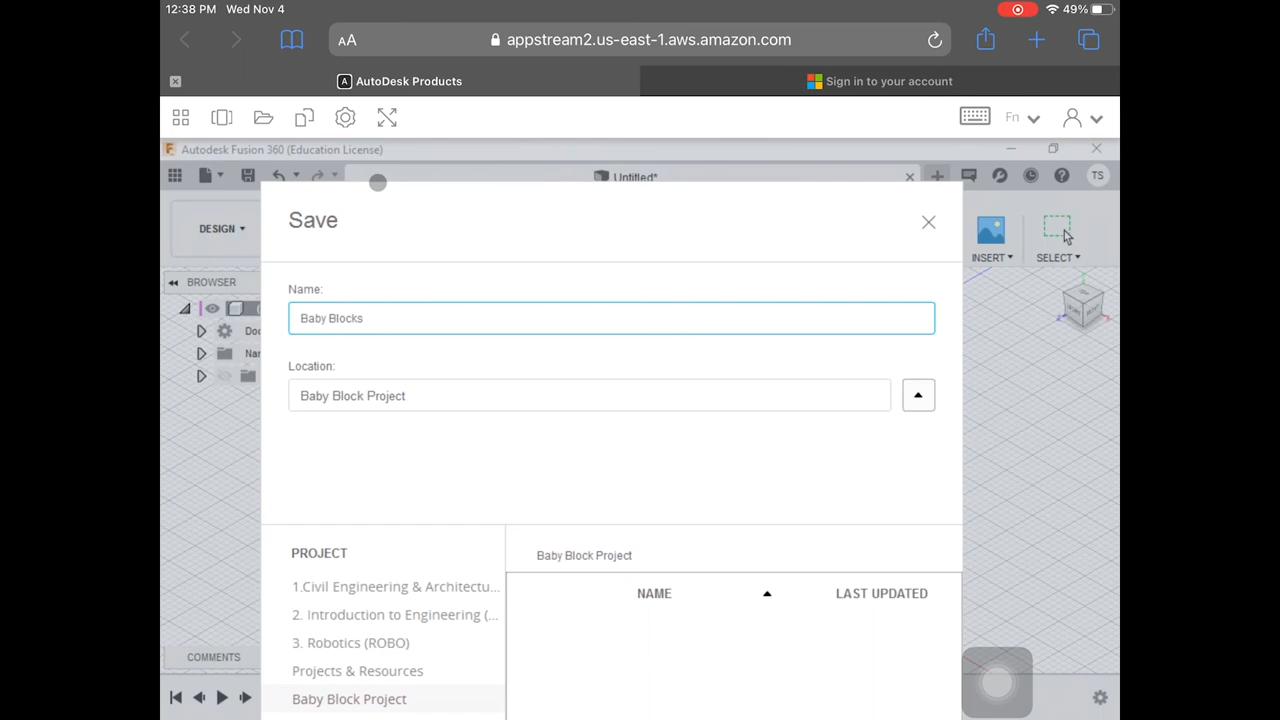 12:38 PM Wed Nov 4
49%
AA
appstream2.us-east-1.aws.amazon.com
AutoDesk Products
Sign in to your account
Fn
Autodesk Fusion 360 (Education License)
Untitled*
TS
Save
DESIGN
INSERT
SELECT
BROWSER
Name:
Baby Blocks
Doc
Nar
Location:
Baby Block Project
PROJECT
Baby Block Project
1.Civil Engineering & Architectu...
NAME
LAST UPDATED
2. Introduction to Engineering (...
3. Robotics (ROBO)
COMMENTS
Projects & Resources
Baby Block Project